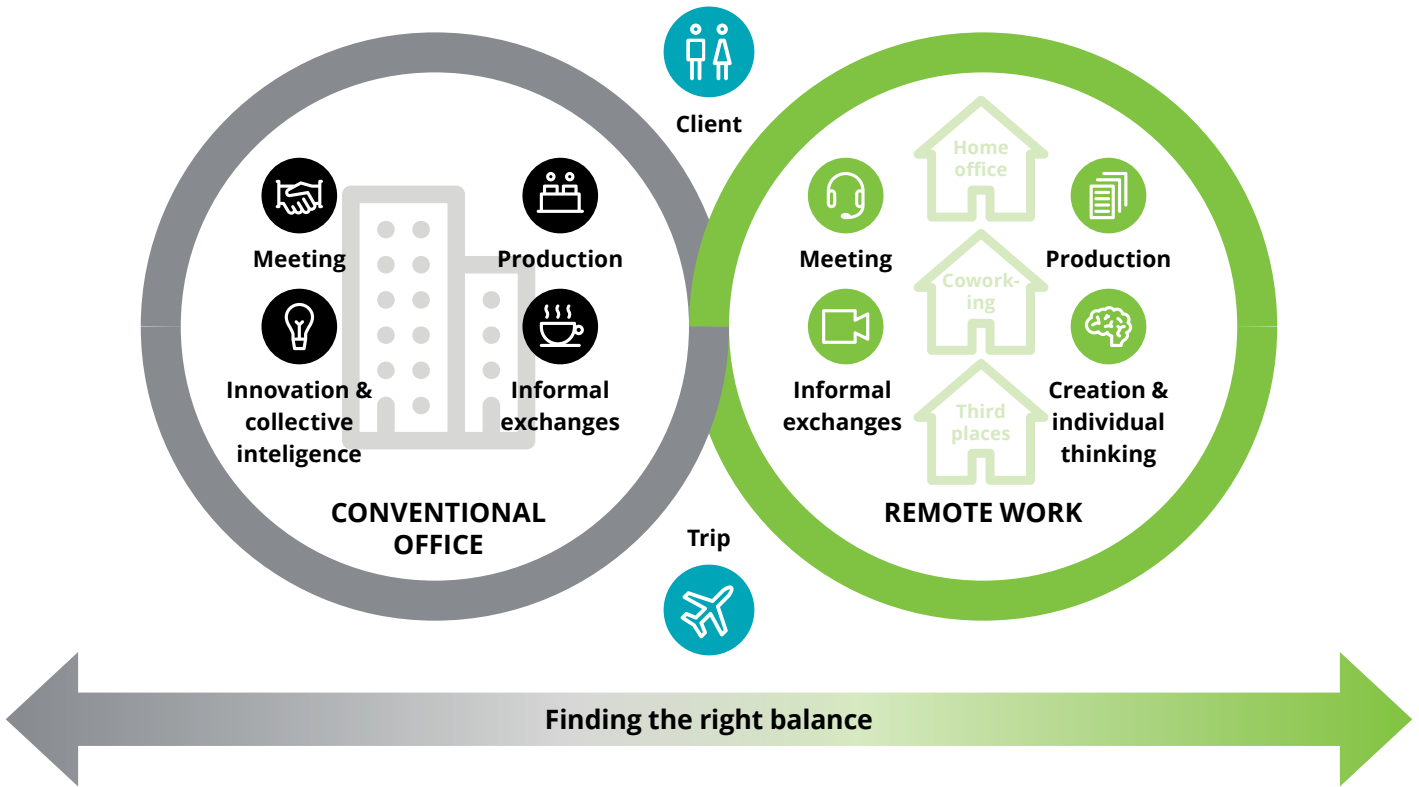 Client
Meeting
Production
Innovation &
collective
inteligence
Informal
exchanges
CONVENTIONAL
OFFICE
Home
office
Cowork-
ing
Third
places
Meeting
Production
Informal
exchanges
Creation &
individual
thinking
REMOTE WORK
Trip
Finding the right balance